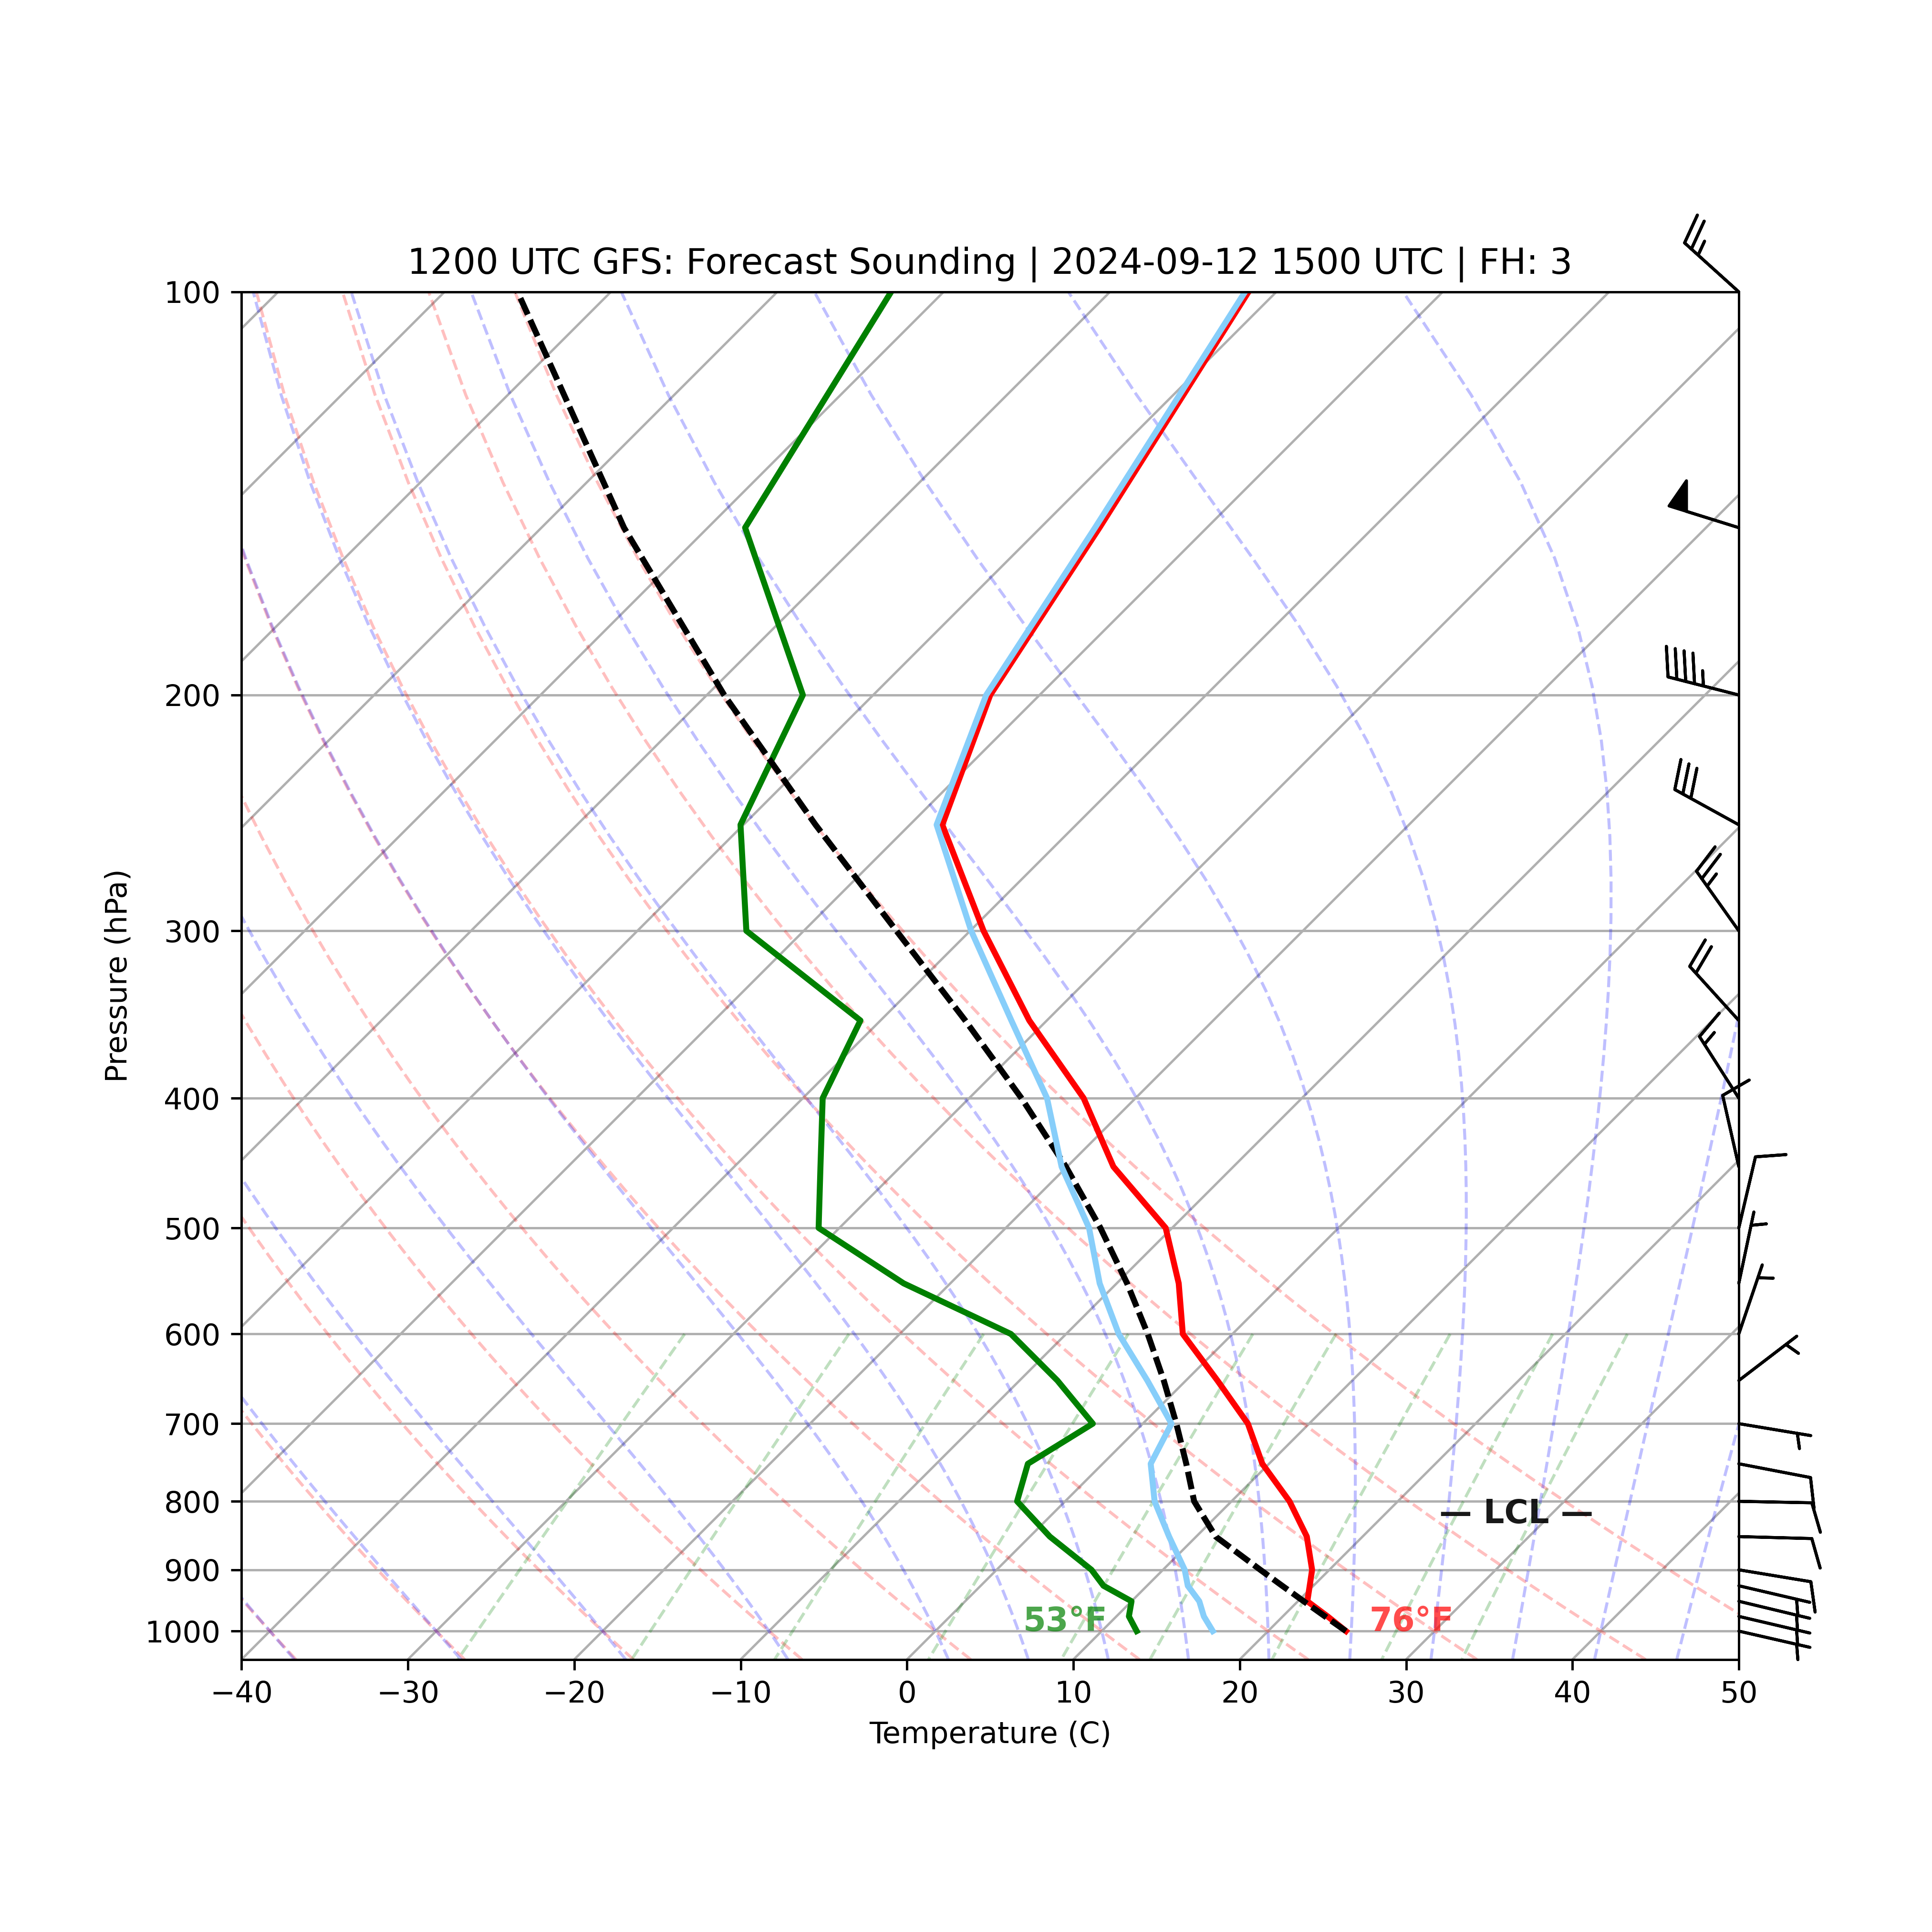 1200 UTC GFS: Forecast Sounding | 2024-09-12 1500 UTC | FH: 3
100
200
300
400
500
600
700
800
900
1000
Pressure (hPa)
— LCL —
53°F
76°F
−40 −30 −20 −10 0 10 20 30 40 50
Temperature (C)